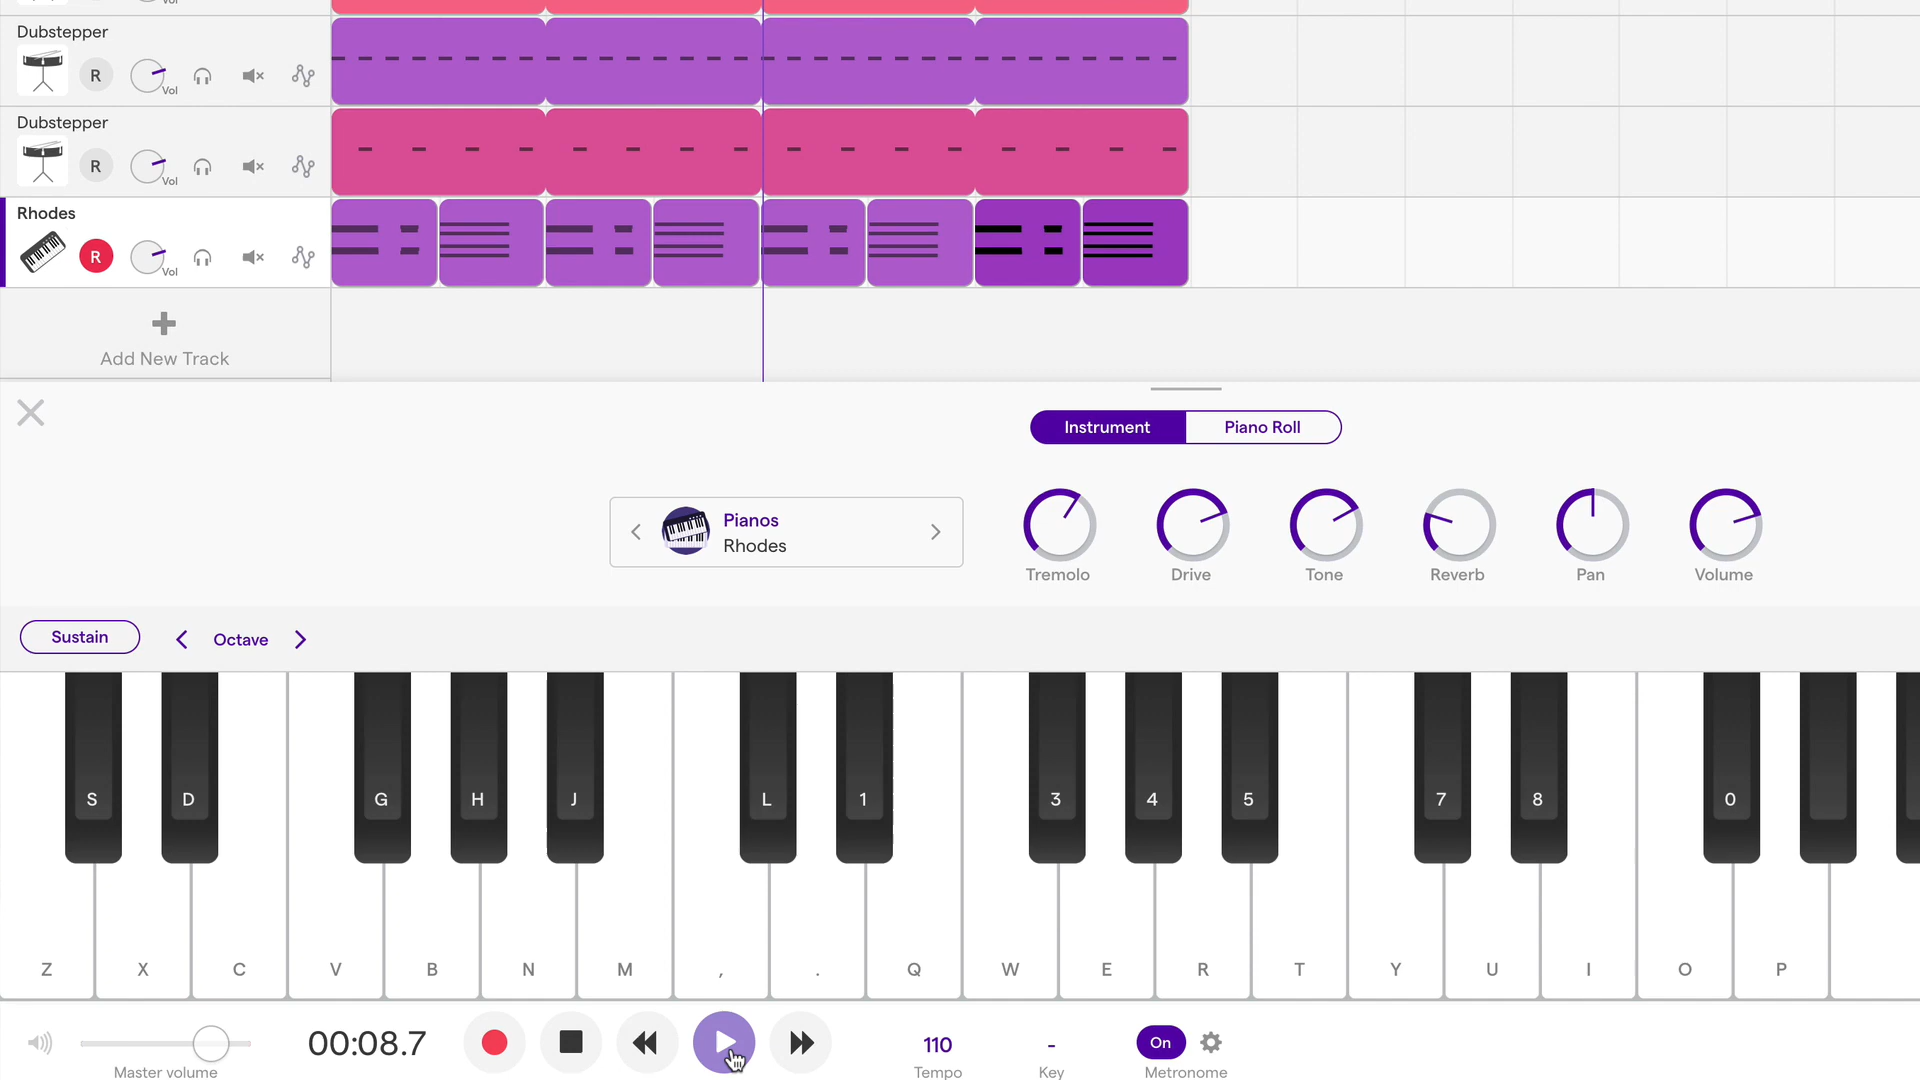 Vol
Dubstepper
R
Vol
Dubstepper
R
Vol
Rhodes
R
Vol
Add New Track
Instrument
Piano Roll
Pianos
Rhodes
Tremolo
Drive
Tone
Reverb
Pan
Volume
Sustain
Octave
S D G H J L 1 3 4 5 7 8 0
Z X C V B N M , . Q W E R T Y U I O P
00:08.7
110
-
On
Master volume
Tempo
Key
Metronome